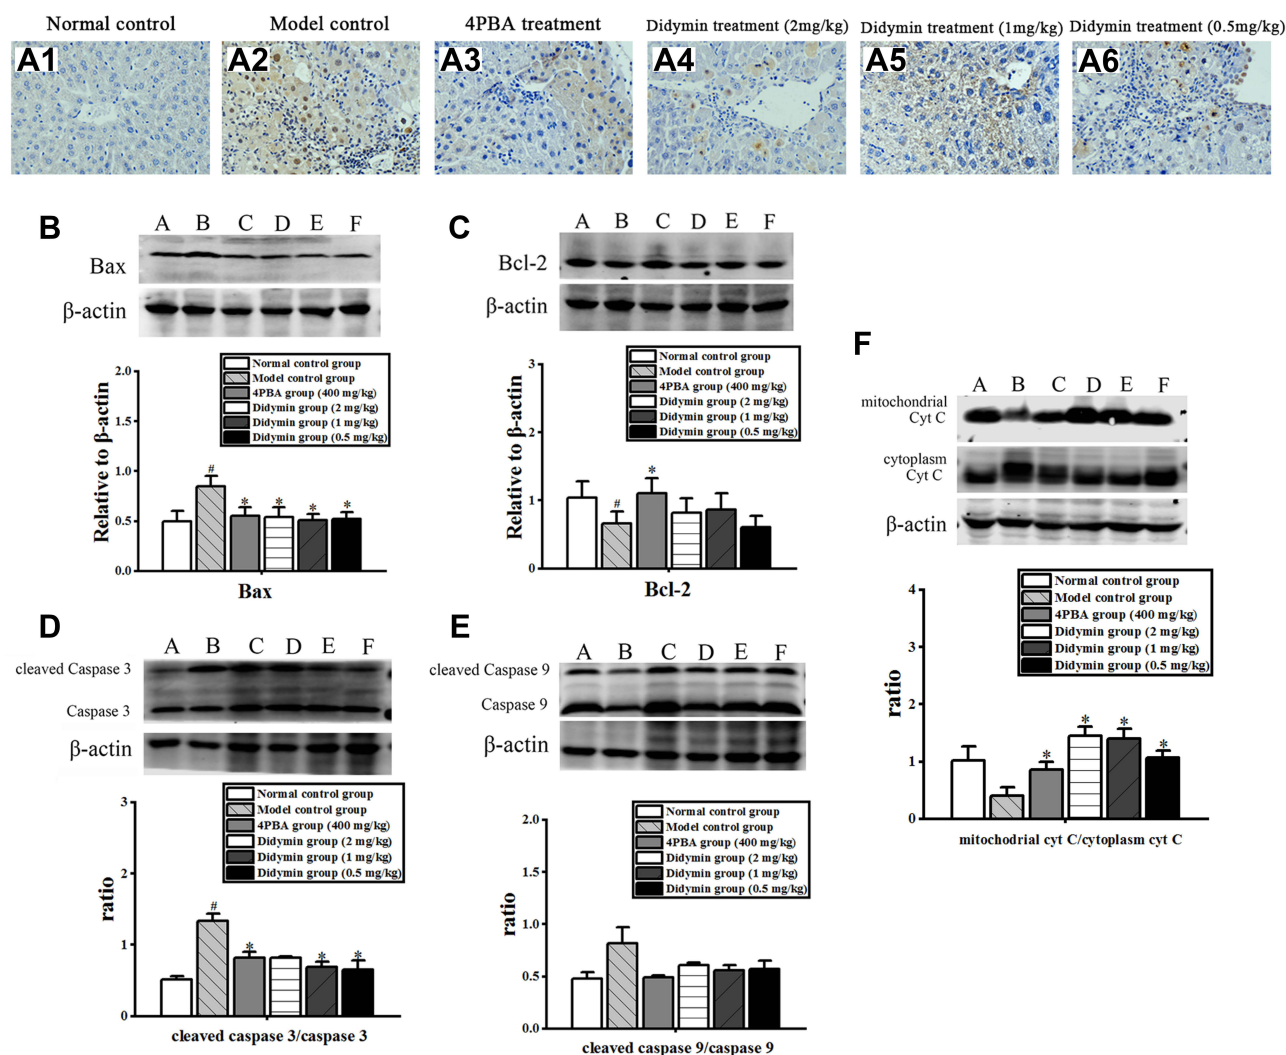 Normal control
Model control
4PBA treatment
Didymin treatment (2mg/kg)
Didymin treatment (1mg/kg)
Didymin treatment (0.5mg/kg)
A1
A2
A3
A4
A5
A6
B
A B C D E F
Bax
β-actin
Normal control group
Model control group
4PBA group (400 mg/kg)
Didymin group (2 mg/kg)
Didymin group (1 mg/kg)
Didymin group (0.5 mg/kg)
Relative to β-actin
2.0
1.5
1.0
0.5
0.0
#
*
*
*
*
Bax
C
A B C D E F
Bcl-2
β-actin
Normal control group
Model control group
4PBA group (400 mg/kg)
Didymin group (2 mg/kg)
Didymin group (1 mg/kg)
Didymin group (0.5 mg/kg)
Relative to β-actin
3
2
1
0
#
*
Bcl-2
D
A B C D E F
cleaved Caspase 3
Caspase 3
β-actin
Normal control group
Model control group
4PBA group (400 mg/kg)
Didymin group (2 mg/kg)
Didymin group (1 mg/kg)
Didymin group (0.5 mg/kg)
ratio
3
2
1
0
#
*
*
*
cleaved caspase 3/caspase 3
E
A B C D E F
cleaved Caspase 9
Caspase 9
β-actin
Normal control group
Model control group
4PBA group (400 mg/kg)
Didymin group (2 mg/kg)
Didymin group (1 mg/kg)
Didymin group (0.5 mg/kg)
ratio
2.0
1.5
1.0
0.5
0.0
cleaved caspase 9/caspase 9
F
A B C D E F
mitochondrial
Cyt C
cytoplasm
Cyt C
β-actin
Normal control group
Model control group
4PBA group (400 mg/kg)
Didymin group (2 mg/kg)
Didymin group (1 mg/kg)
Didymin group (0.5 mg/kg)
ratio
4
3
2
1
0
*
*
*
*
mitochodrial cyt C/cytoplasm cyt C